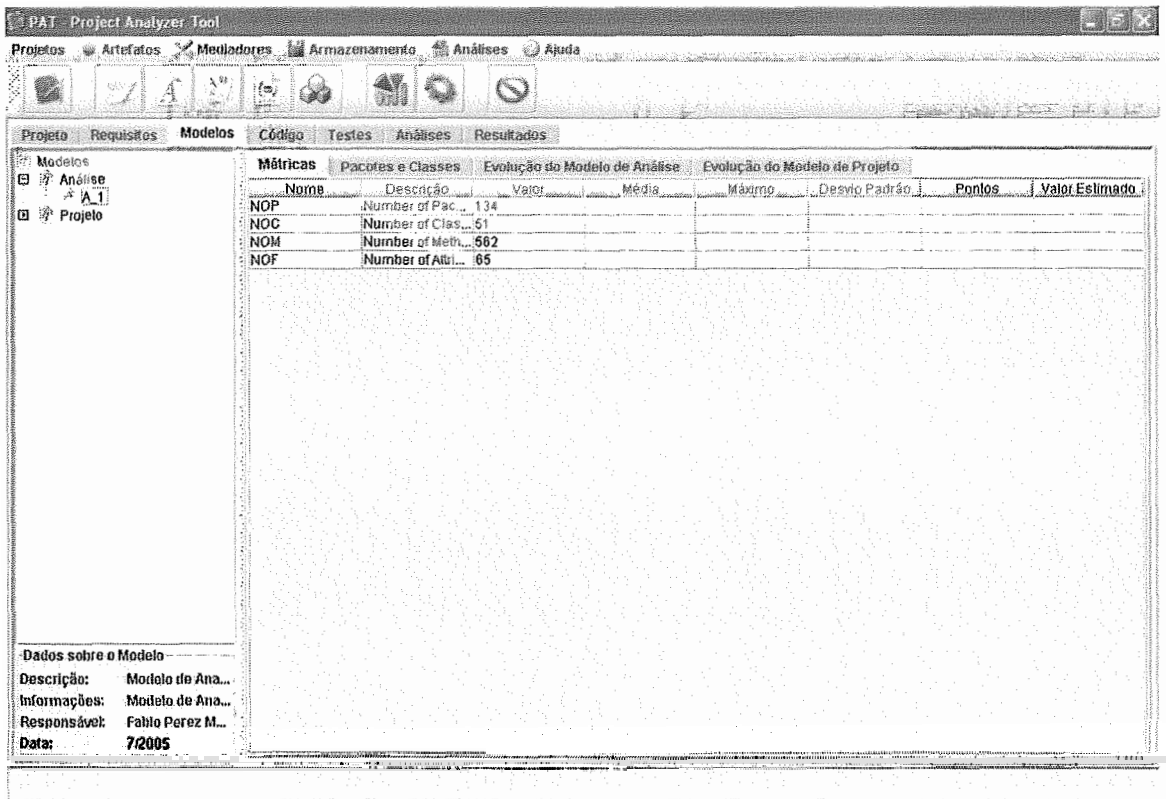 PAT - Project Analyzer Tool
Projetos Artefatos Mediadores Armazenamento Análises Ajuda
Projeto Requisitos Modelos Código Testes Análises Resultados
Modelos
Análise
A_1
Projeto
Métricas Pacotes e Classes Evolução do Modelo de Análise Evolução do Modelo de Projeto
Nome Descrição Valor Média Máximo Desvio Padrão Pontos Valor Estimado
NOP Number of Pac... 134
NOC Number of Clas... 51
NOM Number of Meth... 562
NOF Number of Attri... 65
Dados sobre o Modelo
Descrição: Modelo de Ana...
Informações: Modelo de Ana...
Responsável: Fabio Perez M...
Data: 7/2005